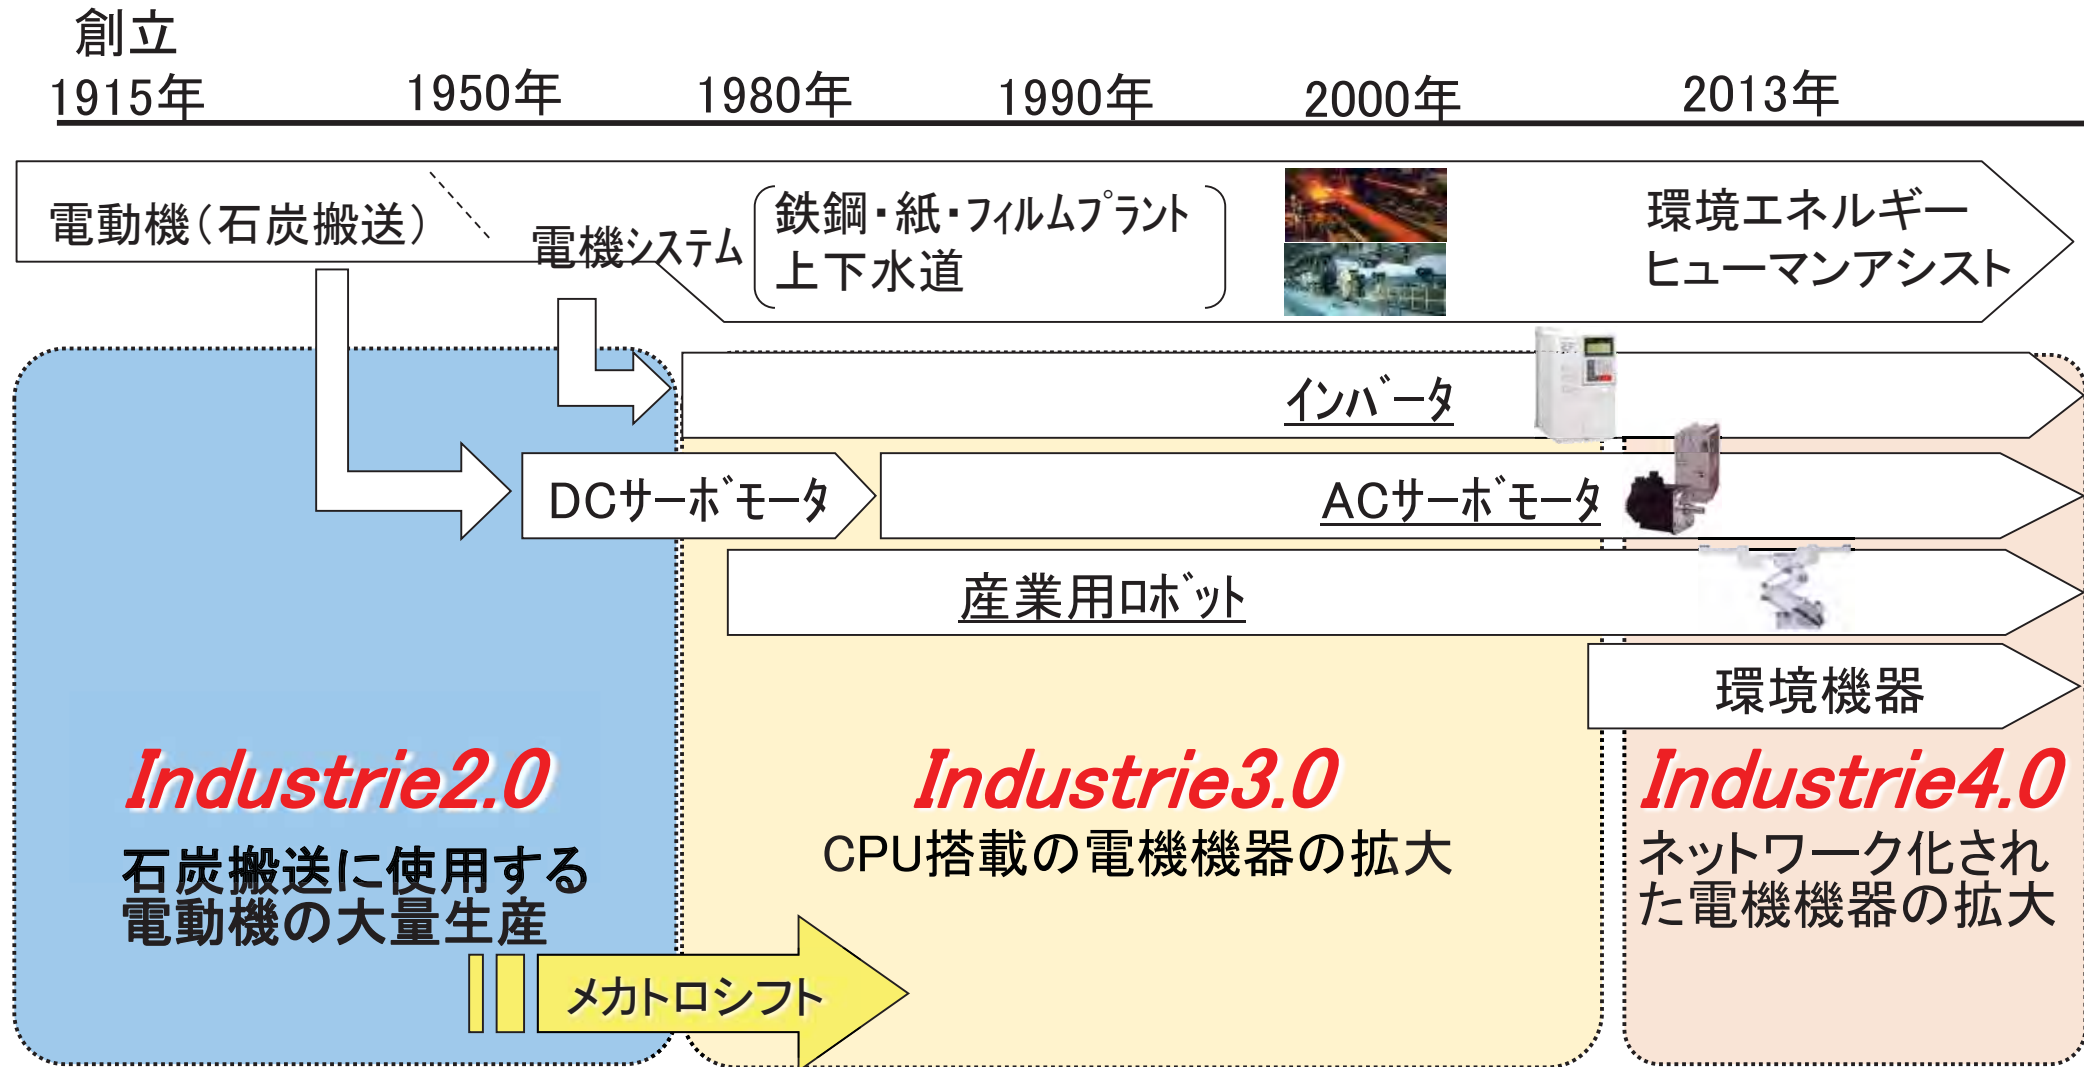 創立
1915年
1950年
1980年
1990年
2000年
2013年
電動機(石炭搬送)
電機システム
鉄鋼・紙・フィルムプラント
上下水道
環境エネルギー
ヒューマンアシスト
インバータ
DCサーボモータ
ACサーボモータ
産業用ロボット
環境機器
Industrie2.0
石炭搬送に使用する
電動機の大量生産
Industrie3.0
CPU搭載の電機機器の拡大
Industrie4.0
ネットワーク化され
た電機機器の拡大
メカトロシフト